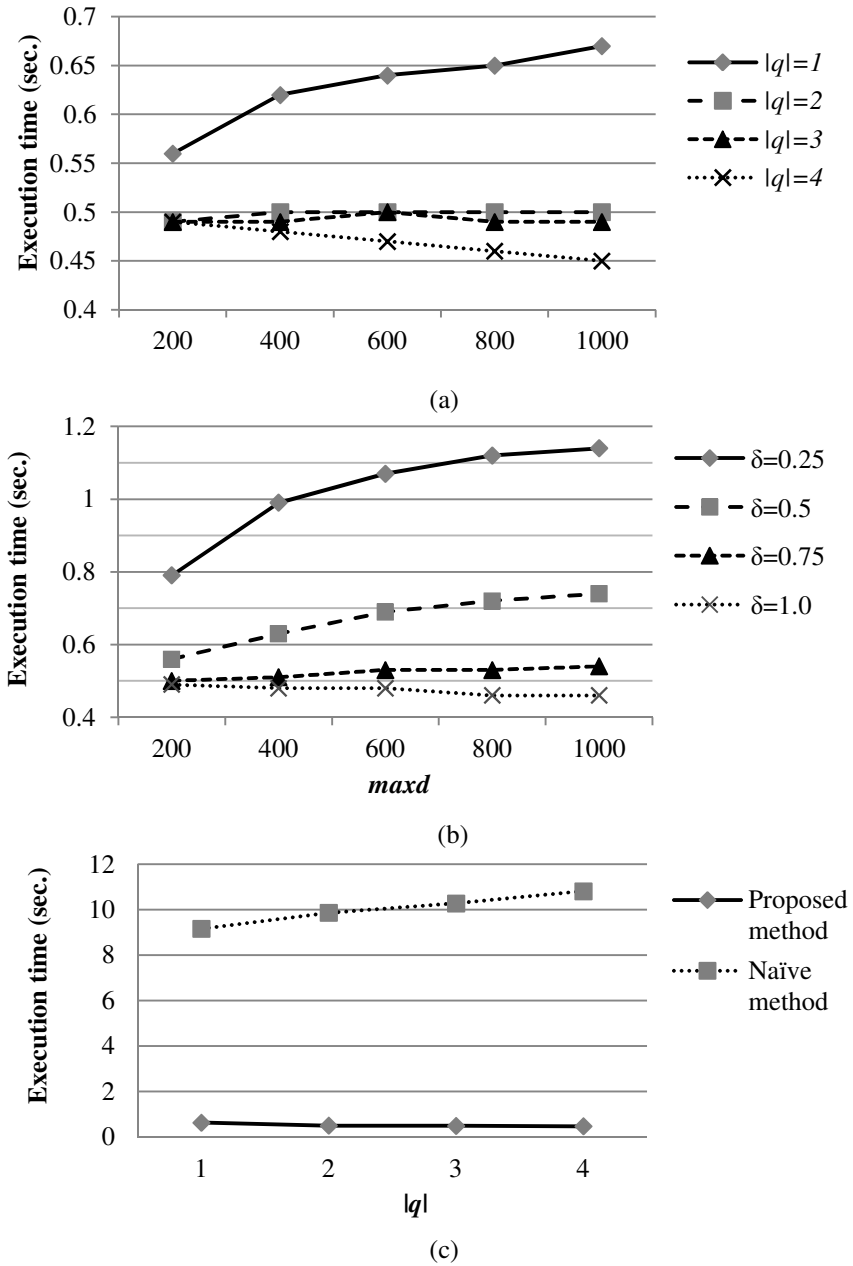 Execution time (sec.)
0.7
0.65
0.6
0.55
0.5
0.45
0.4
200 400 600 800 1000
|q|=1
|q|=2
|q|=3
|q|=4
(a)
Execution time (sec.)
1.2
1
0.8
0.6
0.4
200 400 600 800 1000
maxd
δ=0.25
δ=0.5
δ=0.75
δ=1.0
(b)
Execution time (sec.)
12
10
8
6
4
2
0
1 2 3 4
|q|
Proposed
method
Naïve
method
(c)